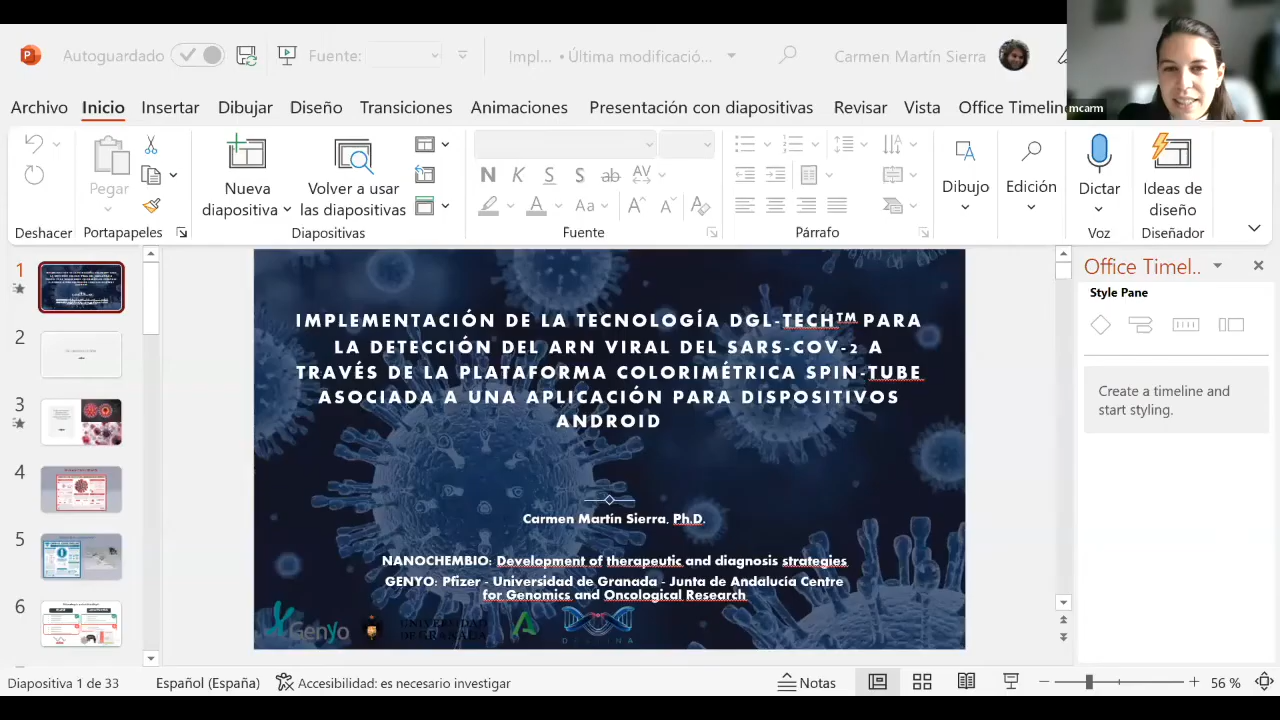 Autoguardado
Fuente:
Impl... • Última modificació...
Carmen Martín Sierra
mcarm
Archivo Inicio Insertar Dibujar Diseño Transiciones Animaciones Presentación con diapositivas Revisar Vista Office Timelin
Pegar
Nueva diapositiva
Volver a usar las diapositivas
N K S S ab AV
Aa A A A
Dibujo
Edición
Dictar
Ideas de diseño
Deshacer Portapapeles Diapositivas Fuente Párrafo Voz Diseñador
1
2
3
4
5
6
IMPLEMENTACIÓN DE LA TECNOLOGÍA DGL-TECH™ PARA
LA DETECCIÓN DEL ARN VIRAL DEL SARS-COV-2 A
TRAVÉS DE LA PLATAFORMA COLORIMÉTRICA SPIN-TUBE
ASOCIADA A UNA APLICACIÓN PARA DISPOSITIVOS
ANDROID
Carmen Martín Sierra, Ph.D.
NANOCHEMBIO: Development of therapeutic and diagnosis strategies
GENYO: Pfizer - Universidad de Granada - Junta de Andalucía Centre
for Genomics and Oncological Research
Genyo
Office Timel..
Style Pane
Create a timeline and
start styling.
Diapositiva 1 de 33 Español (España) Accesibilidad: es necesario investigar Notas 56 %